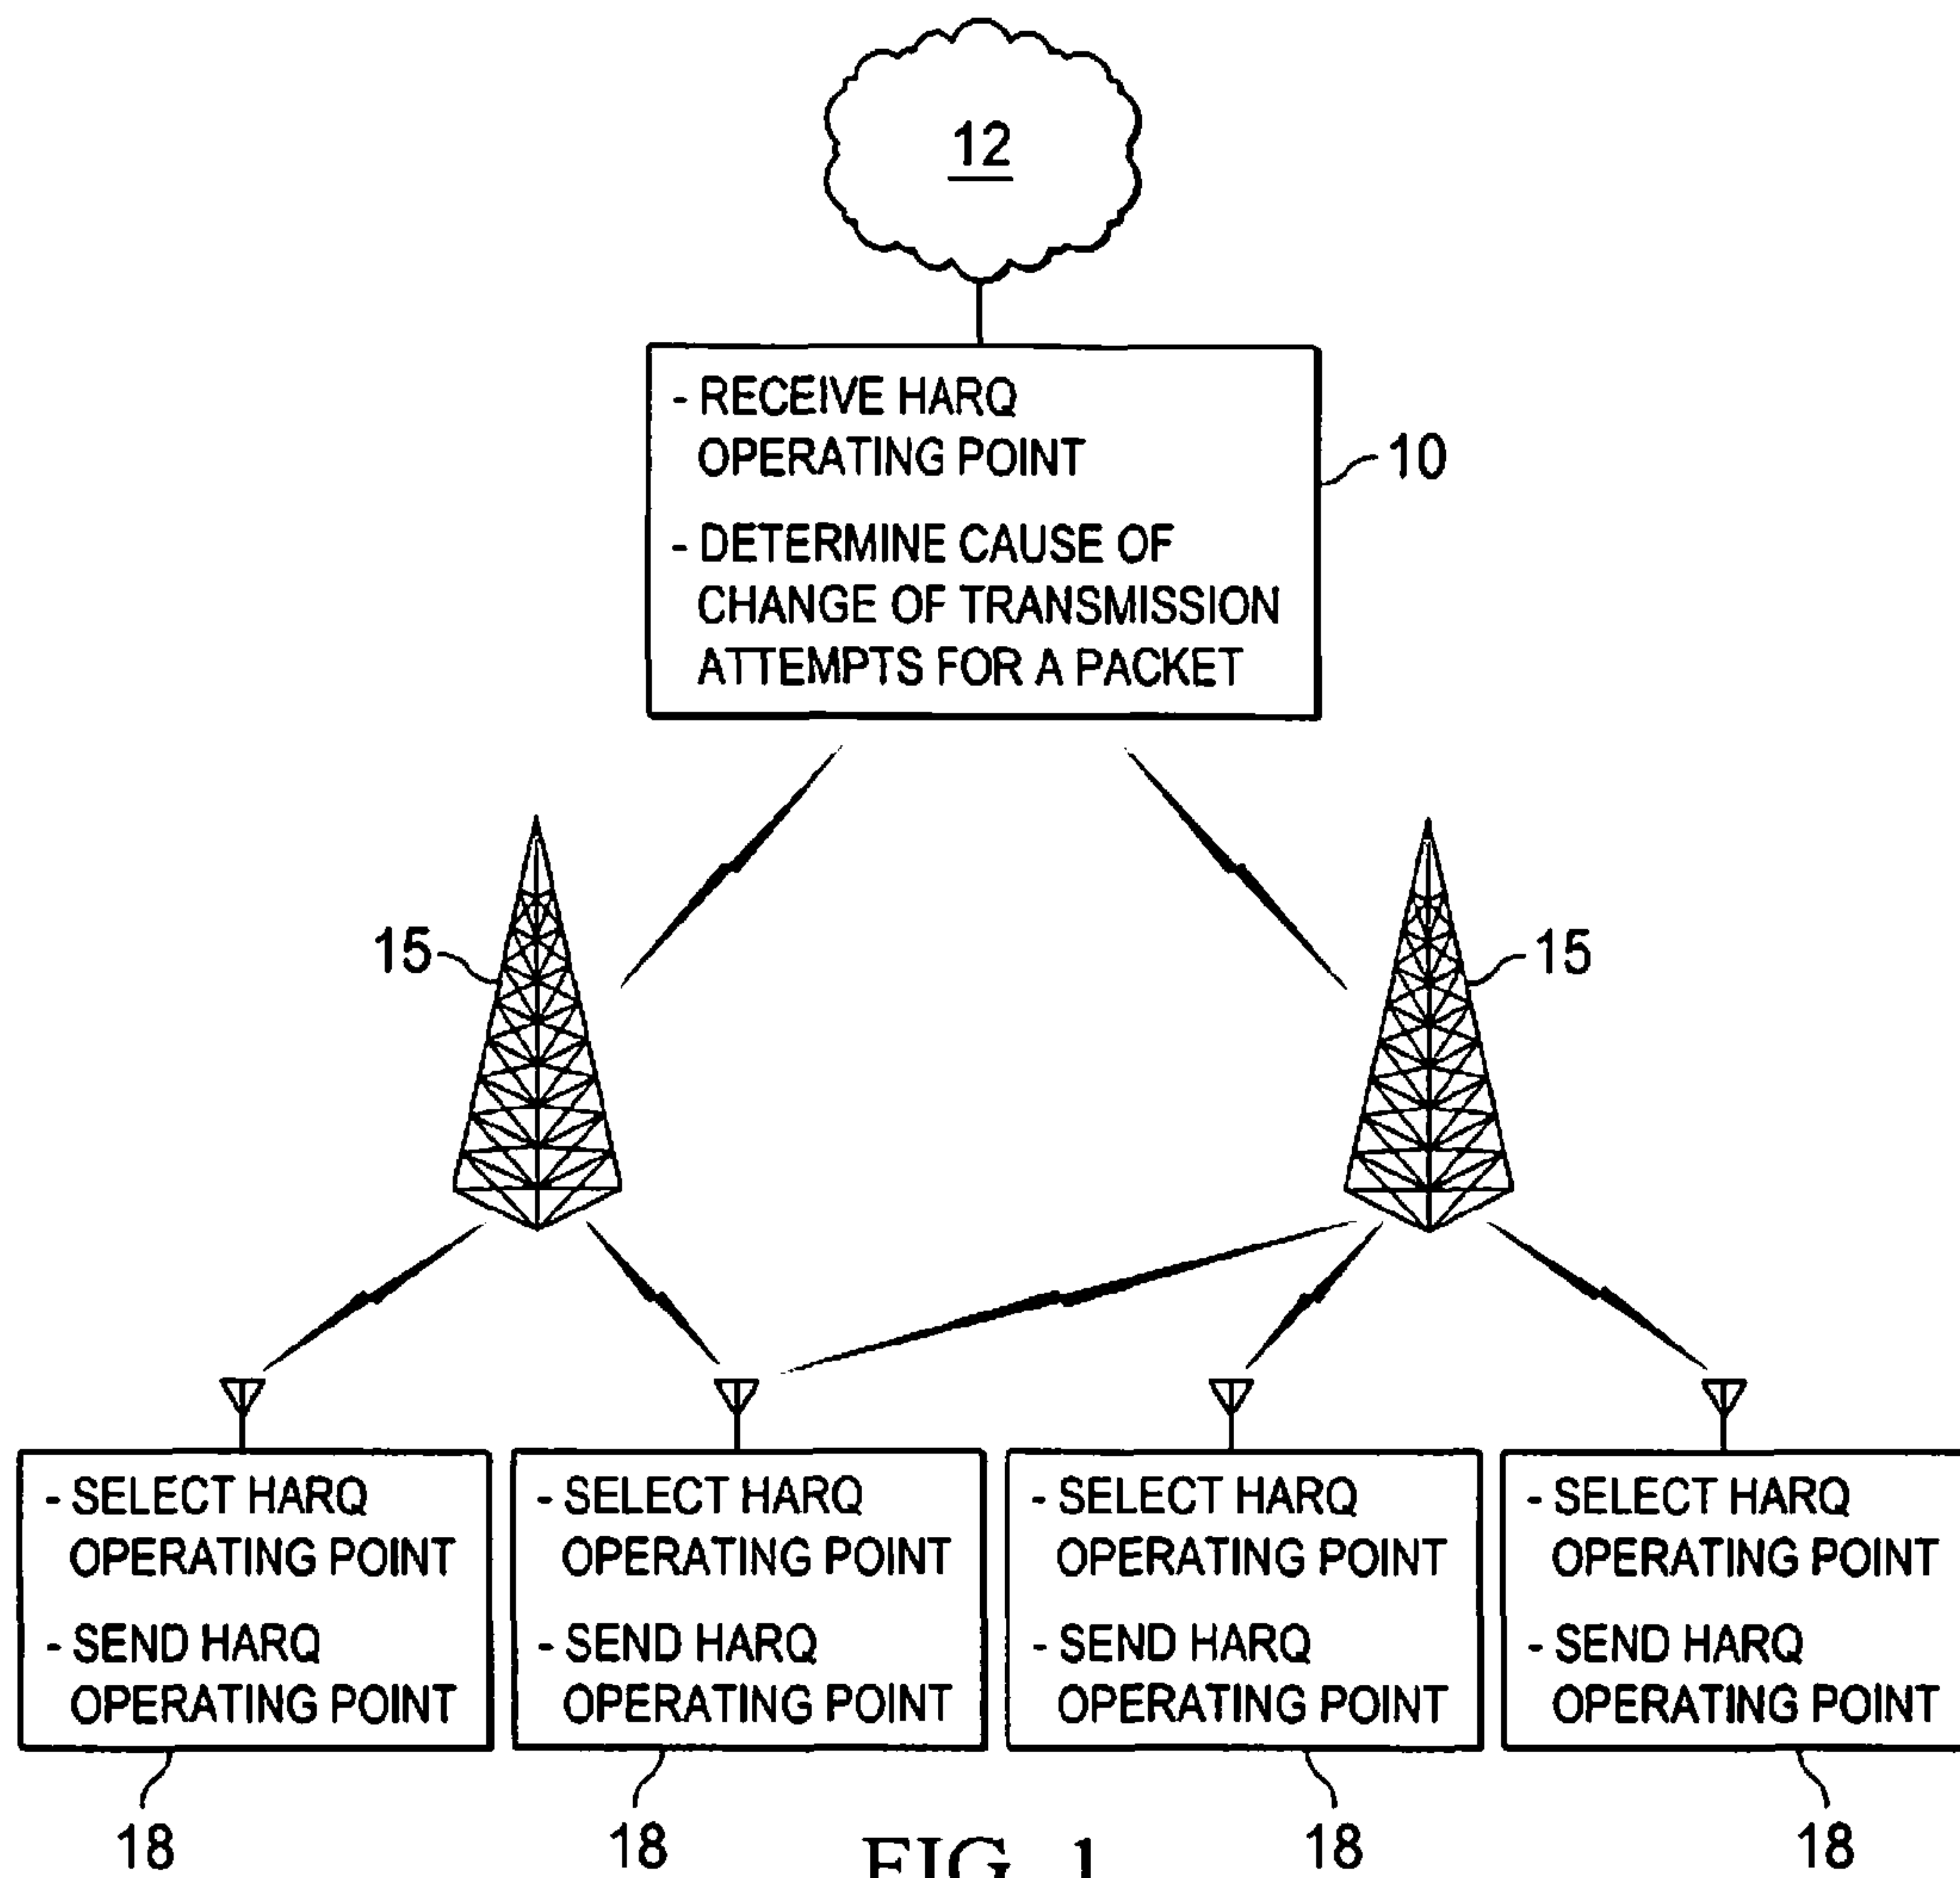 12
- RECEIVE HARQ
OPERATING POINT
- DETERMINE CAUSE OF
CHANGE OF TRANSMISSION
ATTEMPTS FOR A PACKET
10
15
15
- SELECT HARQ
OPERATING POINT
- SEND HARQ
OPERATING POINT
18
- SELECT HARQ
OPERATING POINT
- SEND HARQ
OPERATING POINT
18
- SELECT HARQ
OPERATING POINT
- SEND HARQ
OPERATING POINT
18
- SELECT HARQ
OPERATING POINT
- SEND HARQ
OPERATING POINT
18
FIG. 1